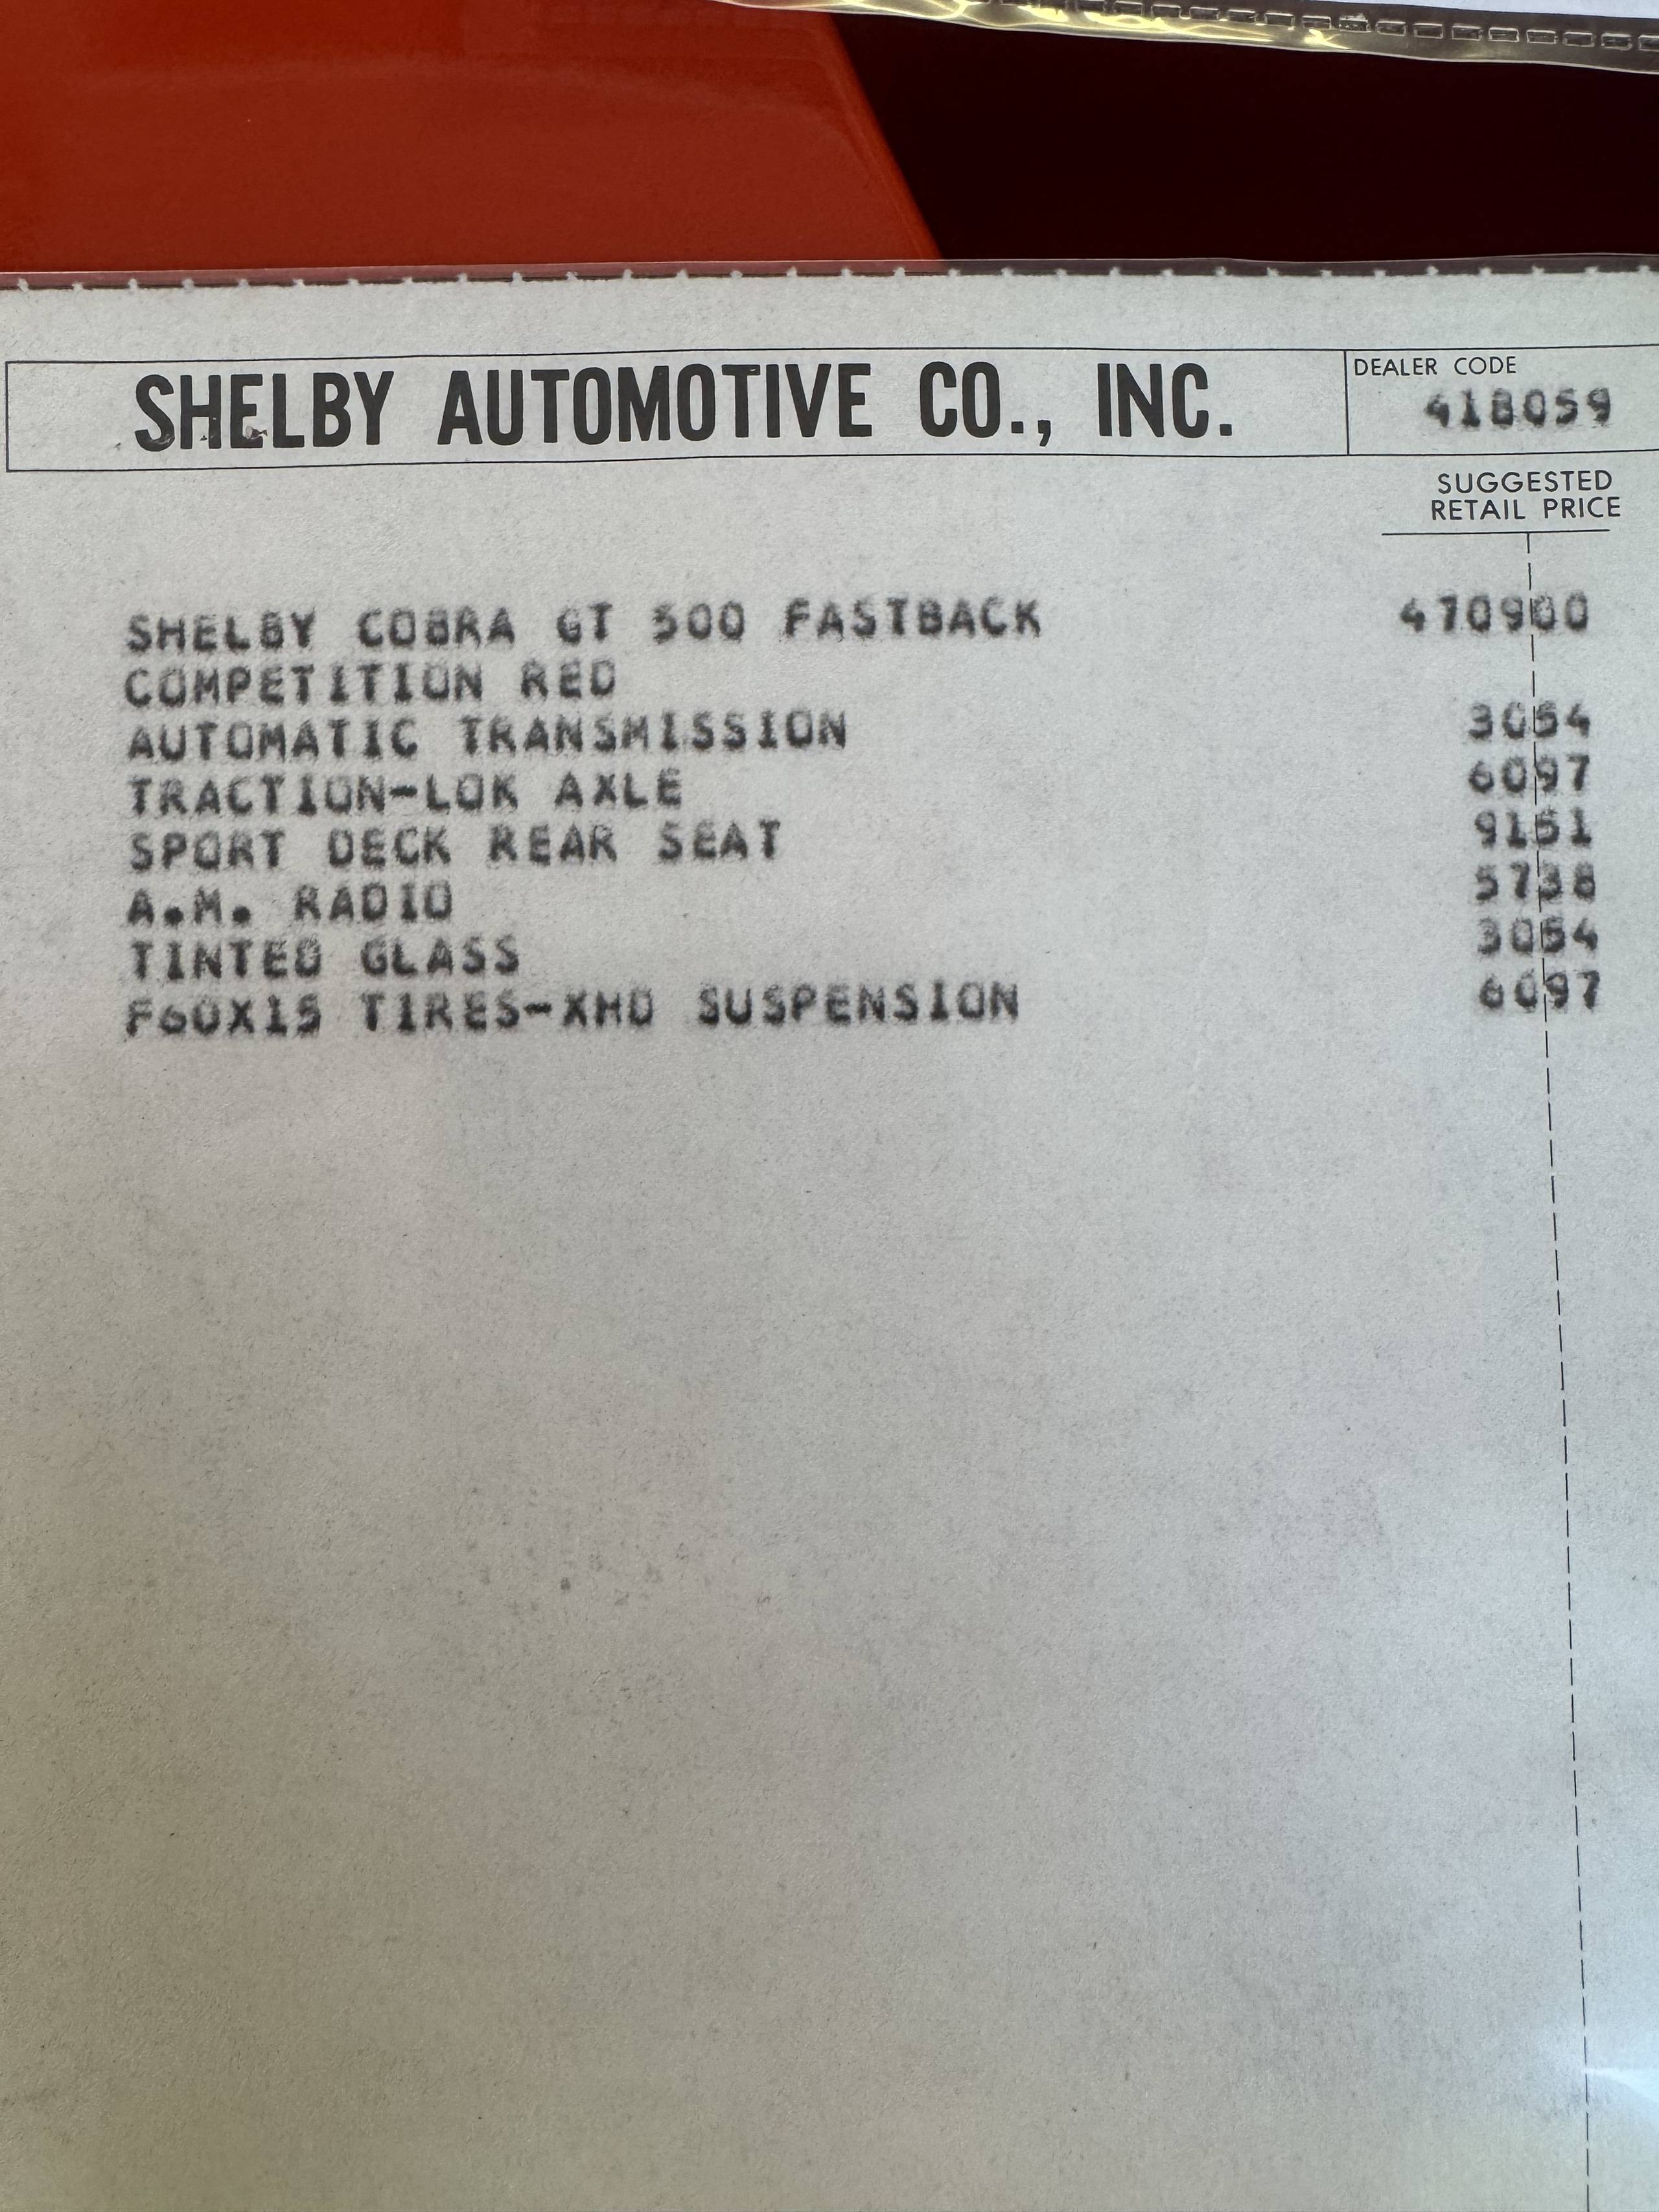 SHELBY AUTOMOTIVE CO., INC.
DEALER CODE
418059
SUGGESTED
RETAIL PRICE
SHELBY COBRA GT 500 FASTBACK 470900
COMPETITION RED
AUTOMATIC TRANSMISSION 3054
TRACTION-LOK AXLE 6097
SPORT DECK REAR SEAT 9151
A.M. RADIO 5738
TINTED GLASS 3054
F60X15 TIRES-XHD SUSPENSION 6097